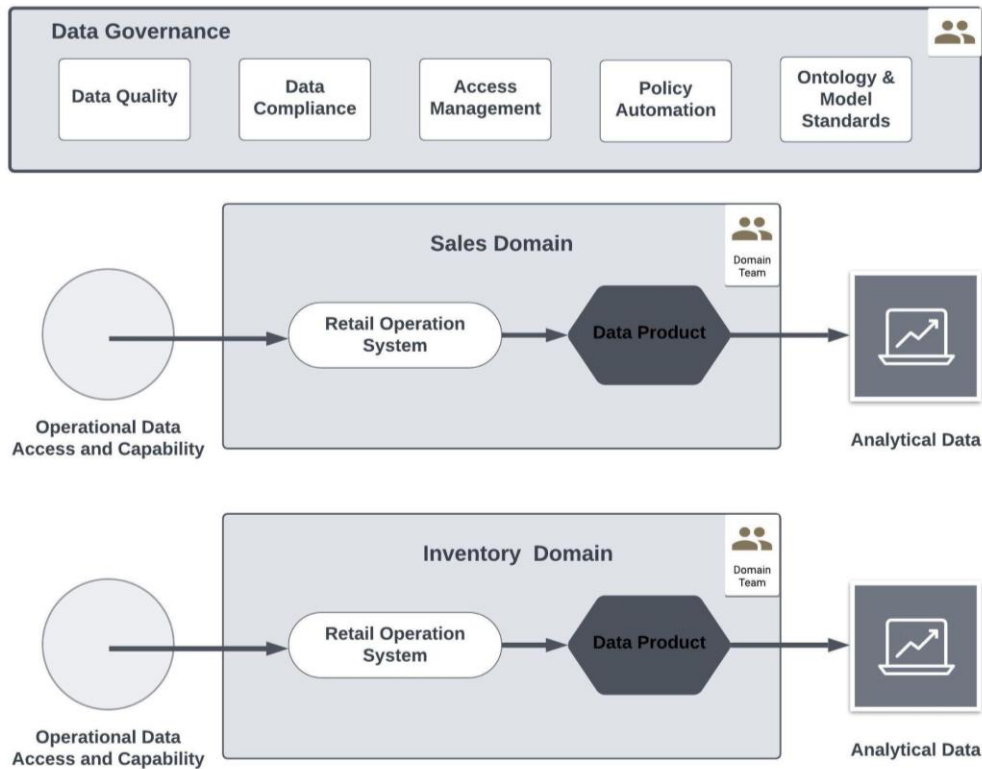 Data Governance
Data Quality
Data
Compliance
Access
Management
Policy
Automation
Ontology &
Model
Standards
Sales Domain
Domain
Team
Retail Operation
System
Data Product
Operational Data
Access and Capability
Analytical Data
Inventory Domain
Domain
Team
Retail Operation
System
Data Product
Operational Data
Access and Capability
Analytical Data